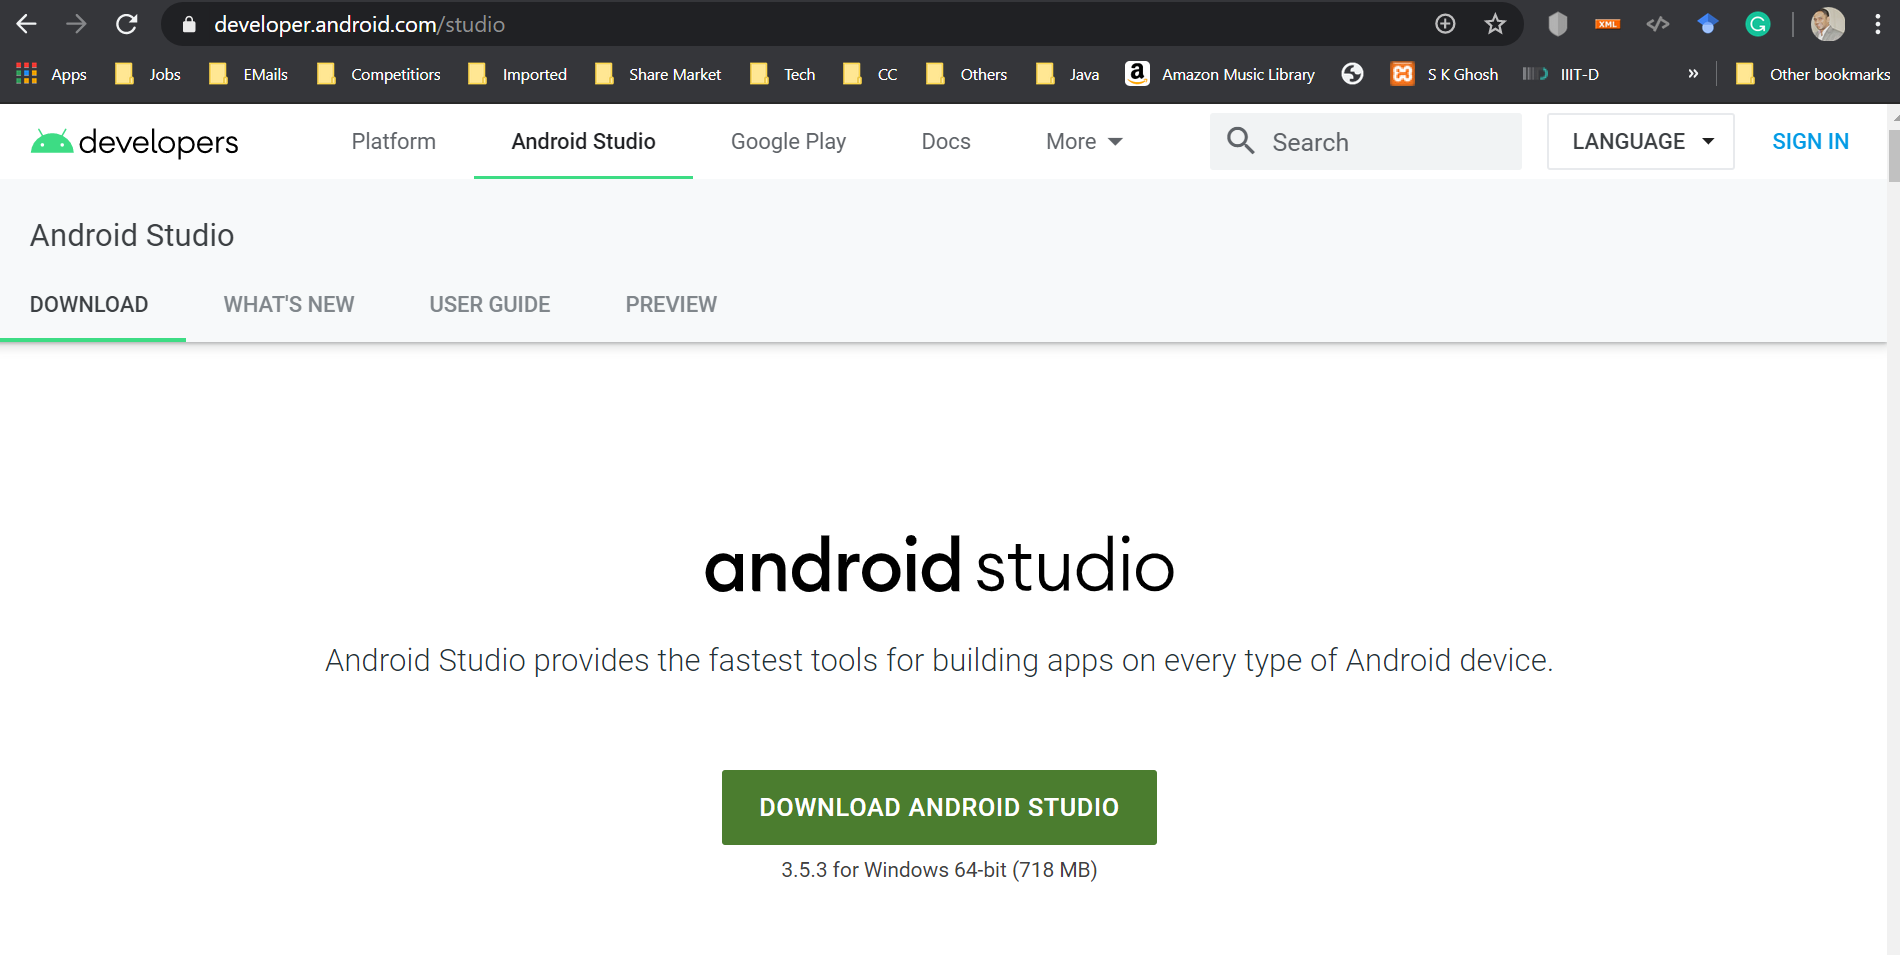 developer.android.com/studio
XML
G
Apps Jobs EMails Competitiors Imported Share Market Tech CC Others Java a Amazon Music Library S K Ghosh IIIT-D » Other bookmarks
developers Platform Android Studio Google Play Docs More Search LANGUAGE SIGN IN
Android Studio
DOWNLOAD WHAT'S NEW USER GUIDE PREVIEW
android studio
Android Studio provides the fastest tools for building apps on every type of Android device.
DOWNLOAD ANDROID STUDIO
3.5.3 for Windows 64-bit (718 MB)